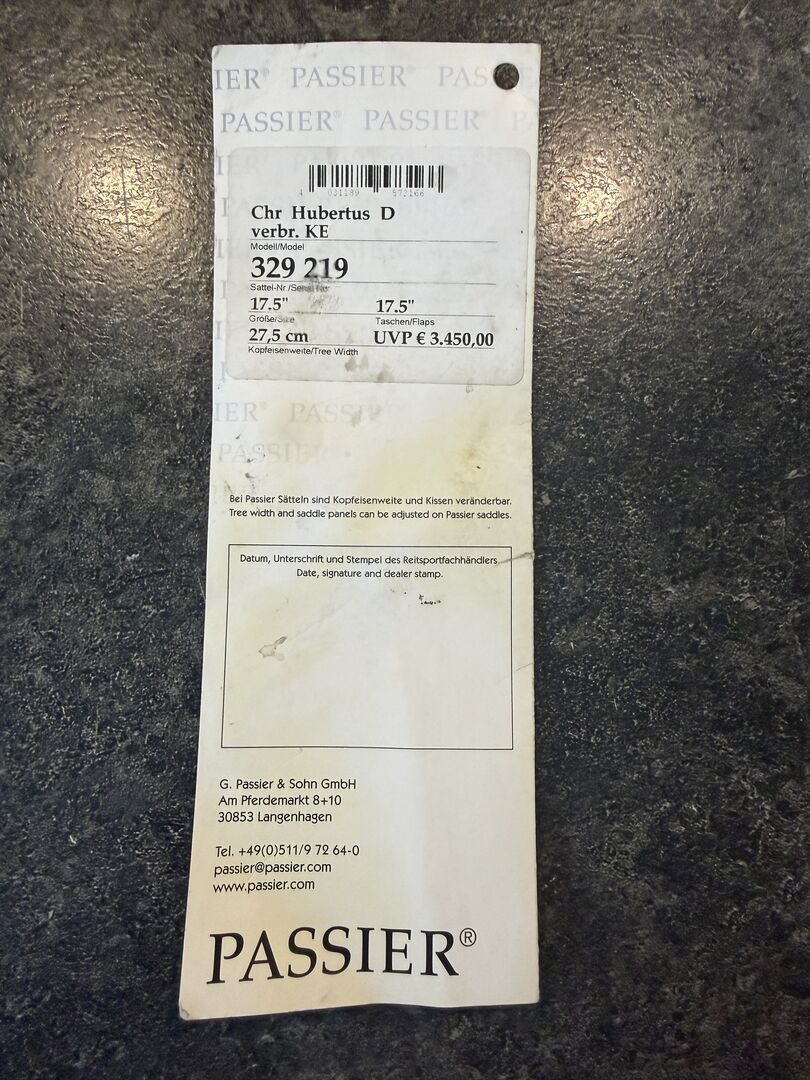 IER® PASSIER® PAS
PASSIER® PASSIER® P
4 031189 573166
Chr Hubertus D
verbr. KE
Modell/Model
329 219
Sattel-Nr./Serial No.
17.5" 17.5"
Größe/Size Taschen/Flaps
27,5 cm UVP € 3.450,00
Kopfeisenweite/Tree Width
IER® PASSIER
PASSIER
Bei Passier Sätteln sind Kopfeisenweite und Kissen veränderbar.
Tree width and saddle panels can be adjusted on Passier saddles.
Datum, Unterschrift und Stempel des Reitsportfachhändlers
Date, signature and dealer stamp.
G. Passier & Sohn GmbH
Am Pferdemarkt 8+10
30853 Langenhagen
Tel. +49(0)511/9 72 64-0
passier@passier.com
www.passier.com
PASSIER®